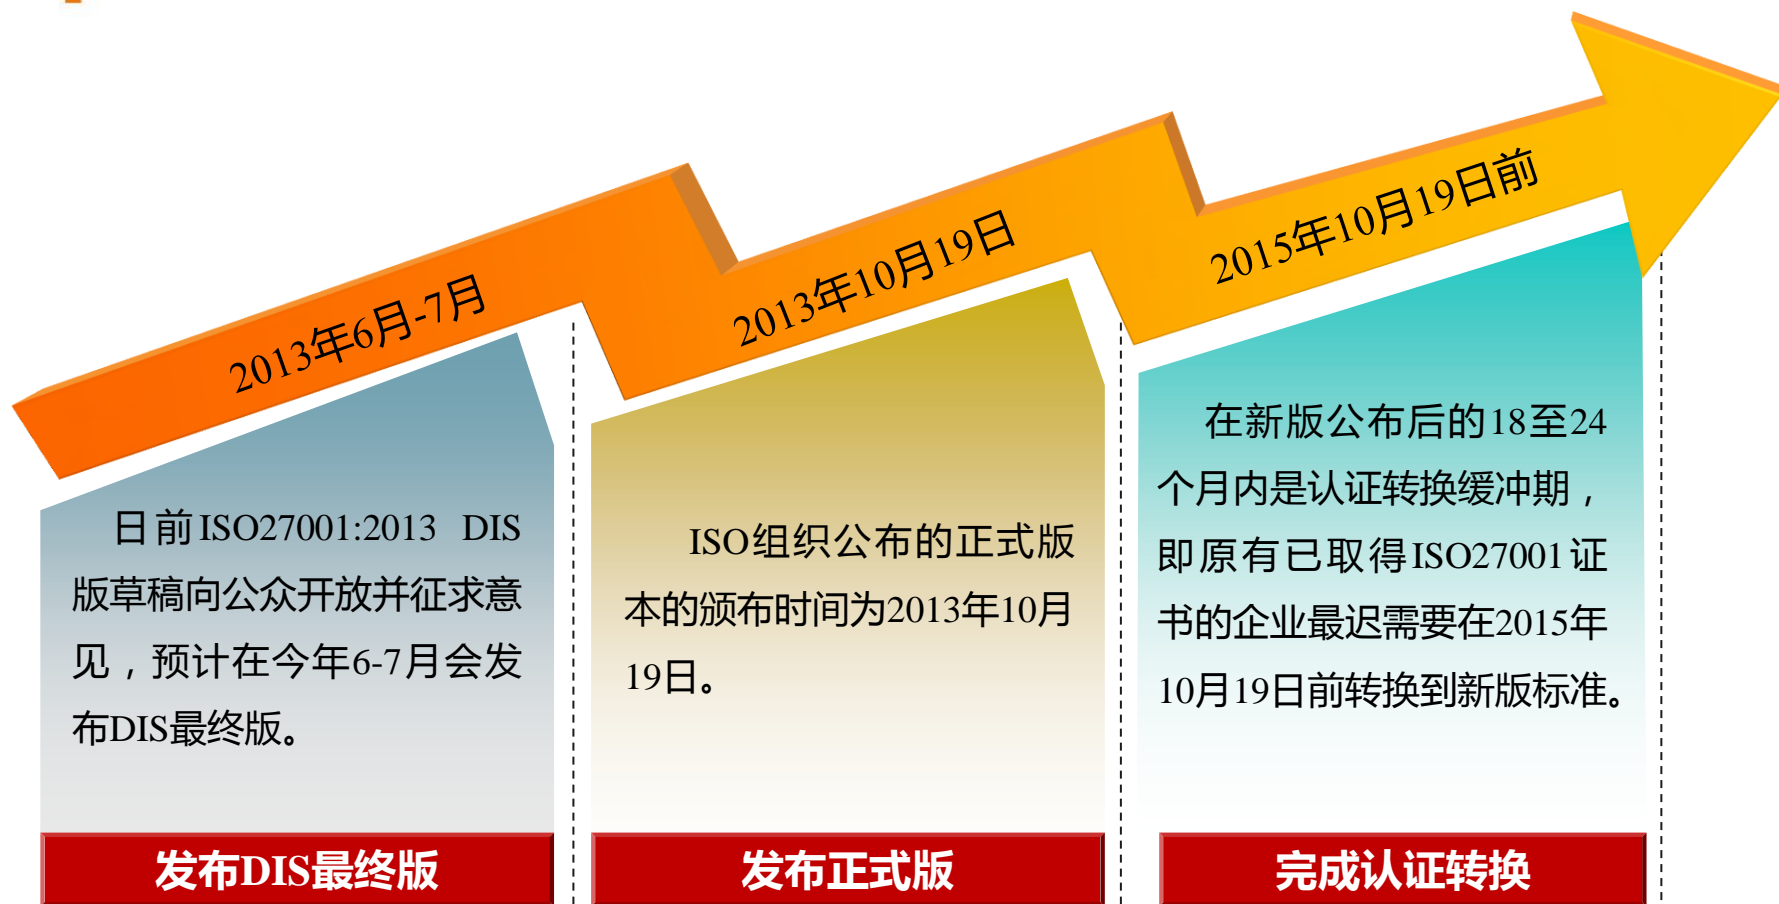 2013年6月-7月
2013年10月19日
2015年10月19日前
日前ISO27001:2013 DIS
版草稿向公众开放并征求意
见，预计在今年6-7月会发
布DIS最终版。
ISO组织公布的正式版
本的颁布时间为2013年10月
19日。
在新版公布后的18至24
个月内是认证转换缓冲期，
即原有已取得ISO27001证
书的企业最迟需要在2015年
10月19日前转换到新版标准。
发布DIS最终版
发布正式版
完成认证转换